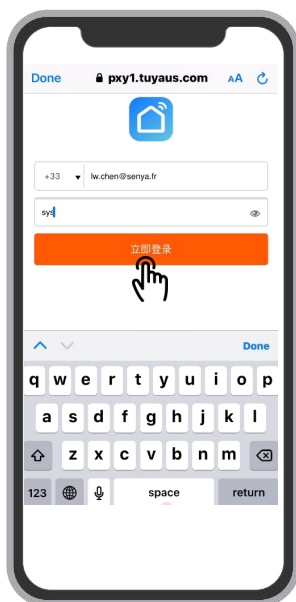 Done pxy1.tuyaus.com AA
+33 lw.chen@senya.fr
sys
立即登录
Done
q w e r t y u i o p
a s d f g h j k l
z x c v b n m
123 space return